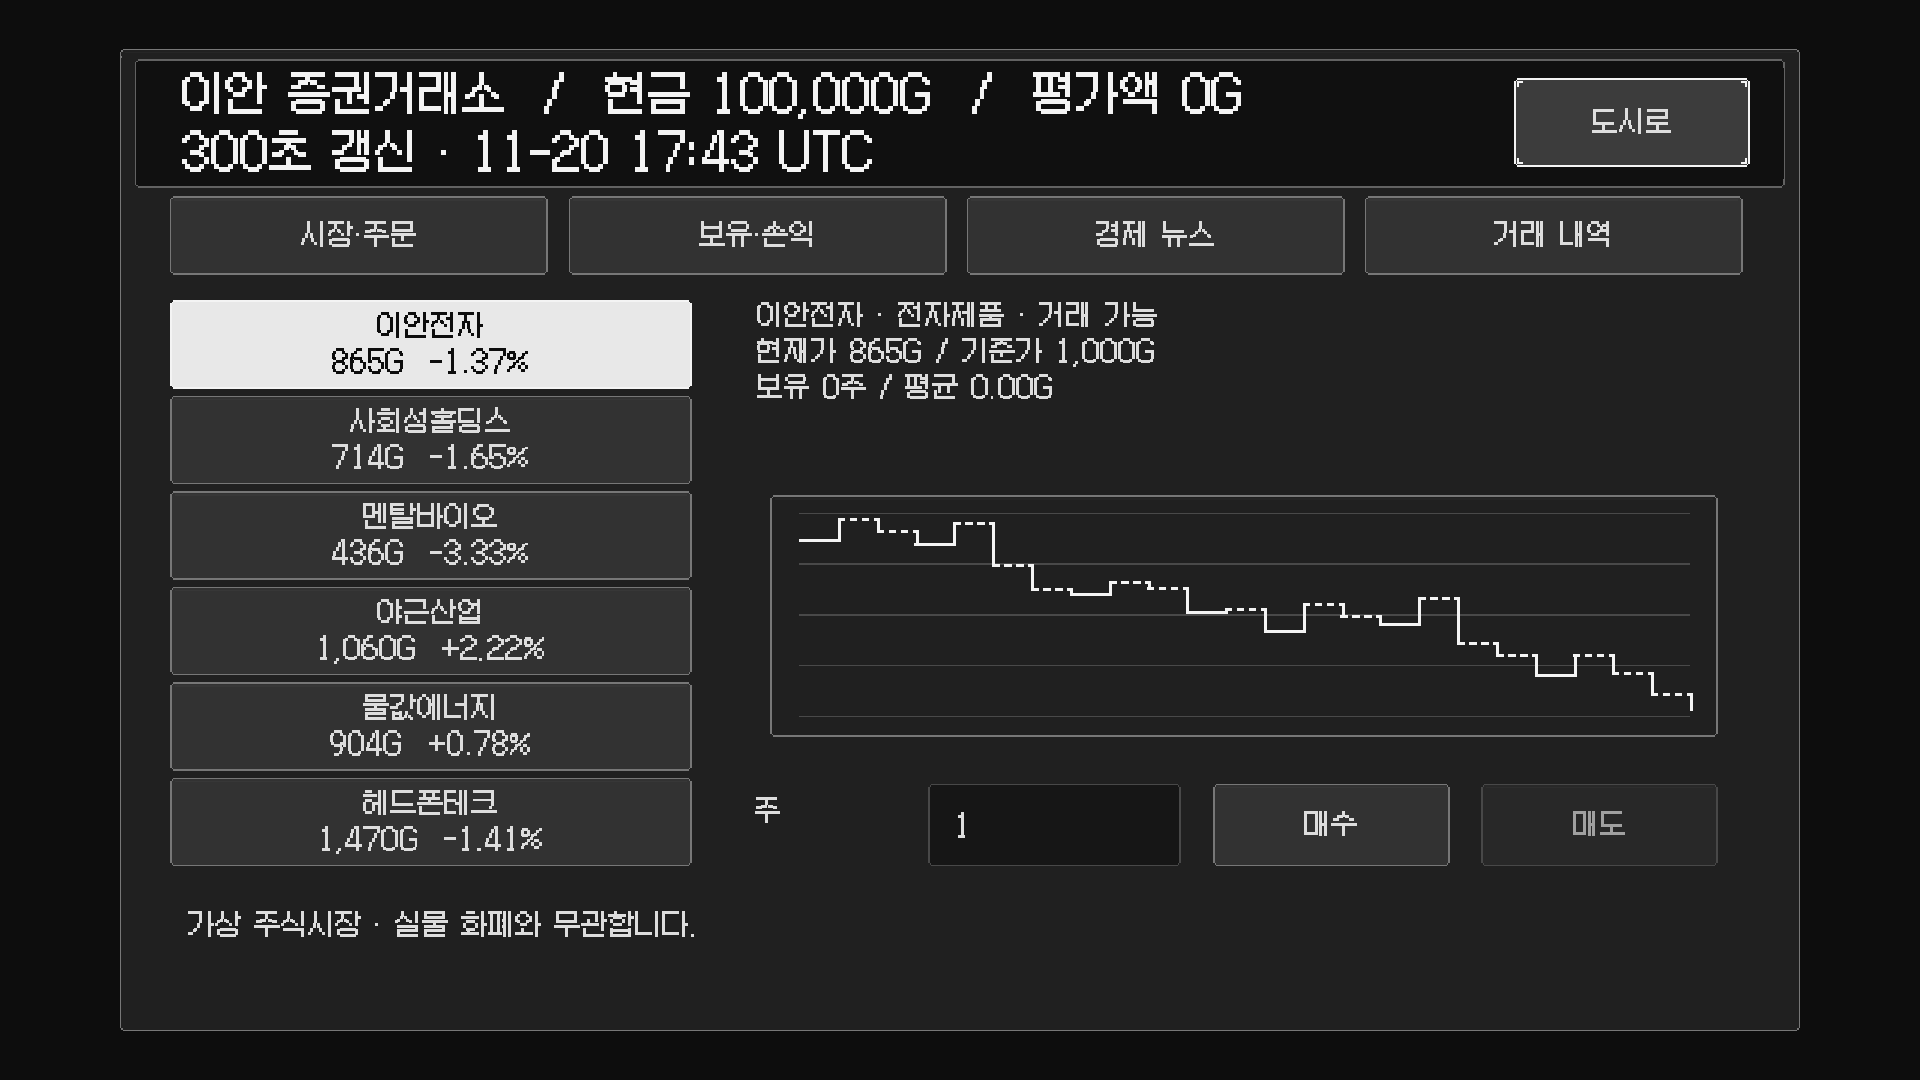 이안 증권거래소 / 현금 100,000G / 평가액 0G
300초 갱신 · 11-20 17:43 UTC
도시로
시장·주문
보유·손익
경제 뉴스
거래 내역
이안전자
865G -1.37%
사회성홀딩스
714G -1.65%
멘탈바이오
436G -3.33%
야근산업
1,060G +2.22%
물값에너지
904G +0.78%
헤드폰테크
1,470G -1.41%
이안전자 · 전자제품 · 거래 가능
현재가 865G / 기준가 1,000G
보유 0주 / 평균 0.00G
주
1
매수
매도
가상 주식시장 · 실물 화폐와 무관합니다.